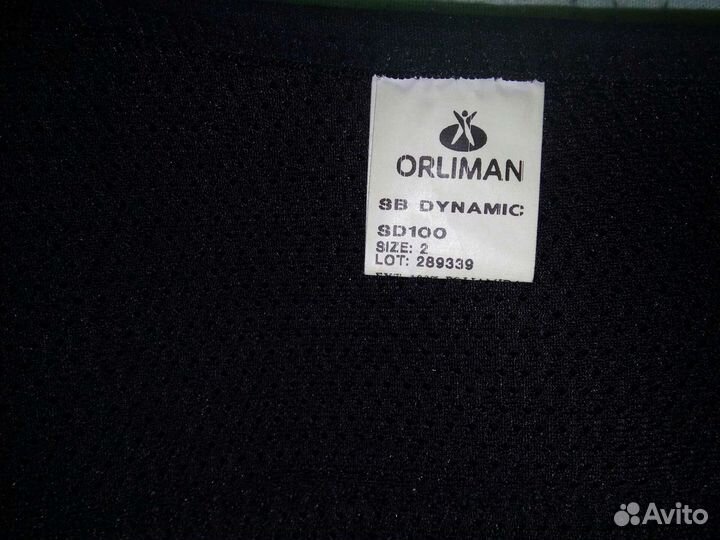 ORLIMAN
SB DYNAMIC
SD100
SIZE: 2
LOT: 289339
Avito